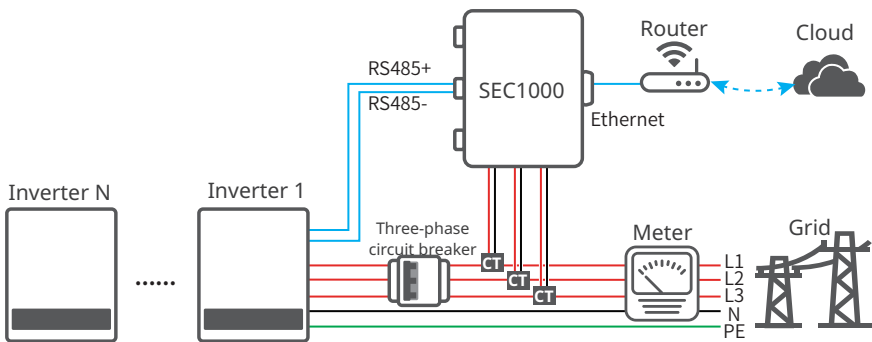 Router
Cloud
RS485+
SEC1000
RS485-
Ethernet
Inverter N
Inverter 1
Three-phase
circuit breaker
Meter
Grid
CT
CT
CT
L1
L2
L3
N
PE